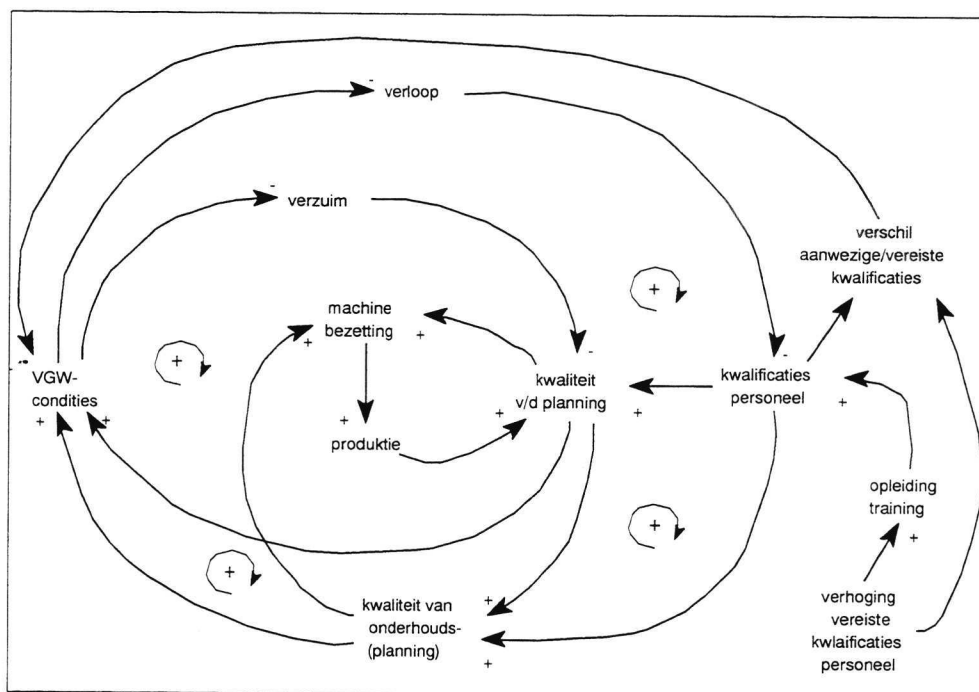 verloop
verzuim
verschil
aanwezige/vereiste
kwalificaties
machine
bezetting
VGW-
condities
kwaliteit
v/d planning
kwalificaties
personeel
produktie
opleiding
training
kwaliteit van
onderhouds-
(planning)
verhoging
vereiste
kwlaificaties
personeel